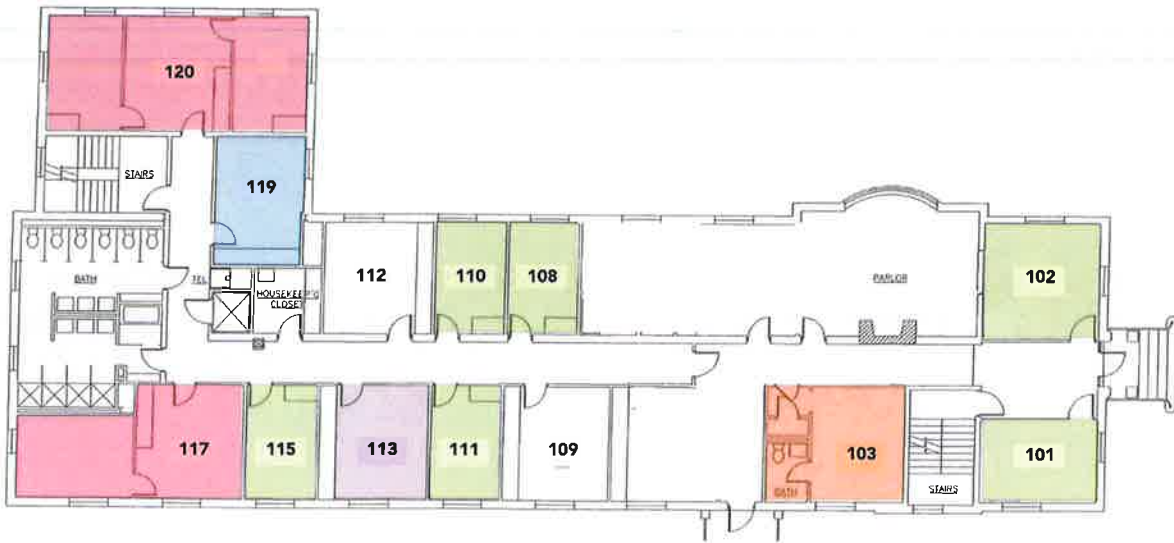 120
STAIRS
119
BATH
TEL
HOUSEKEEP'G
CLOSET
112
110
108
PARLOR
102
117
115
113
111
109
103
BATH
STAIRS
101